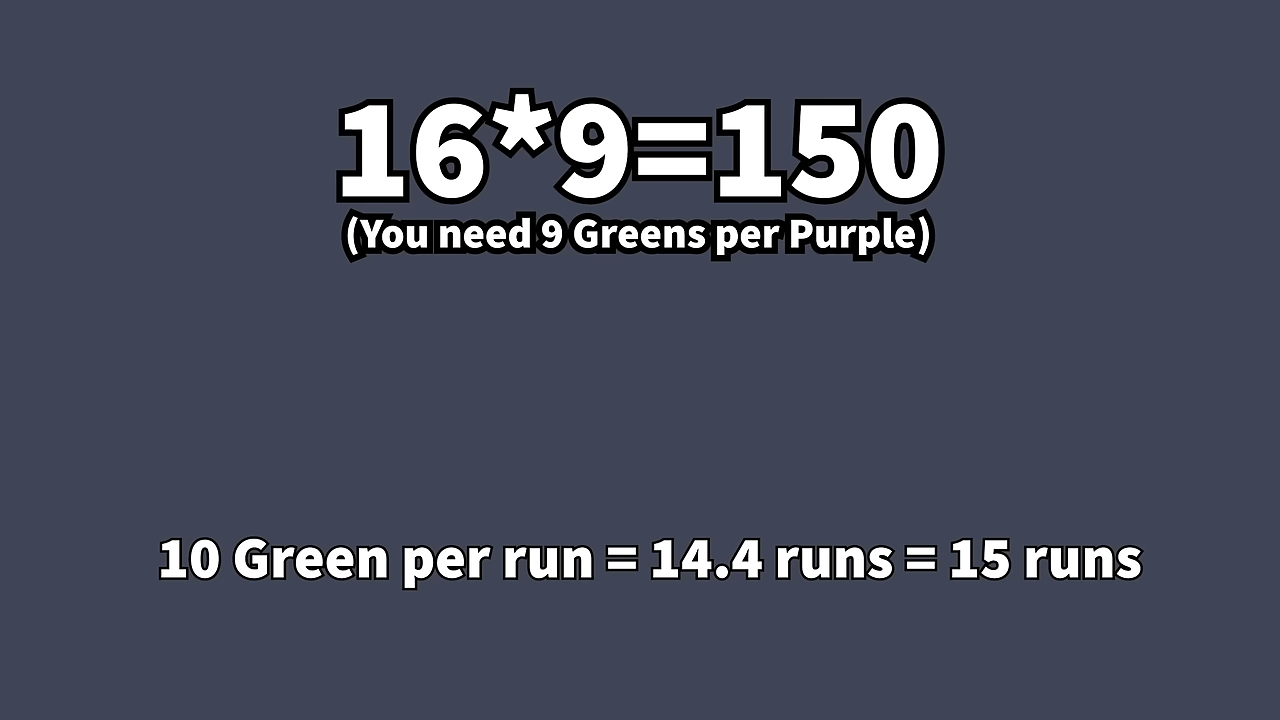 16*9=150
(You need 9 Greens per Purple)
10 Green per run = 14.4 runs = 15 runs